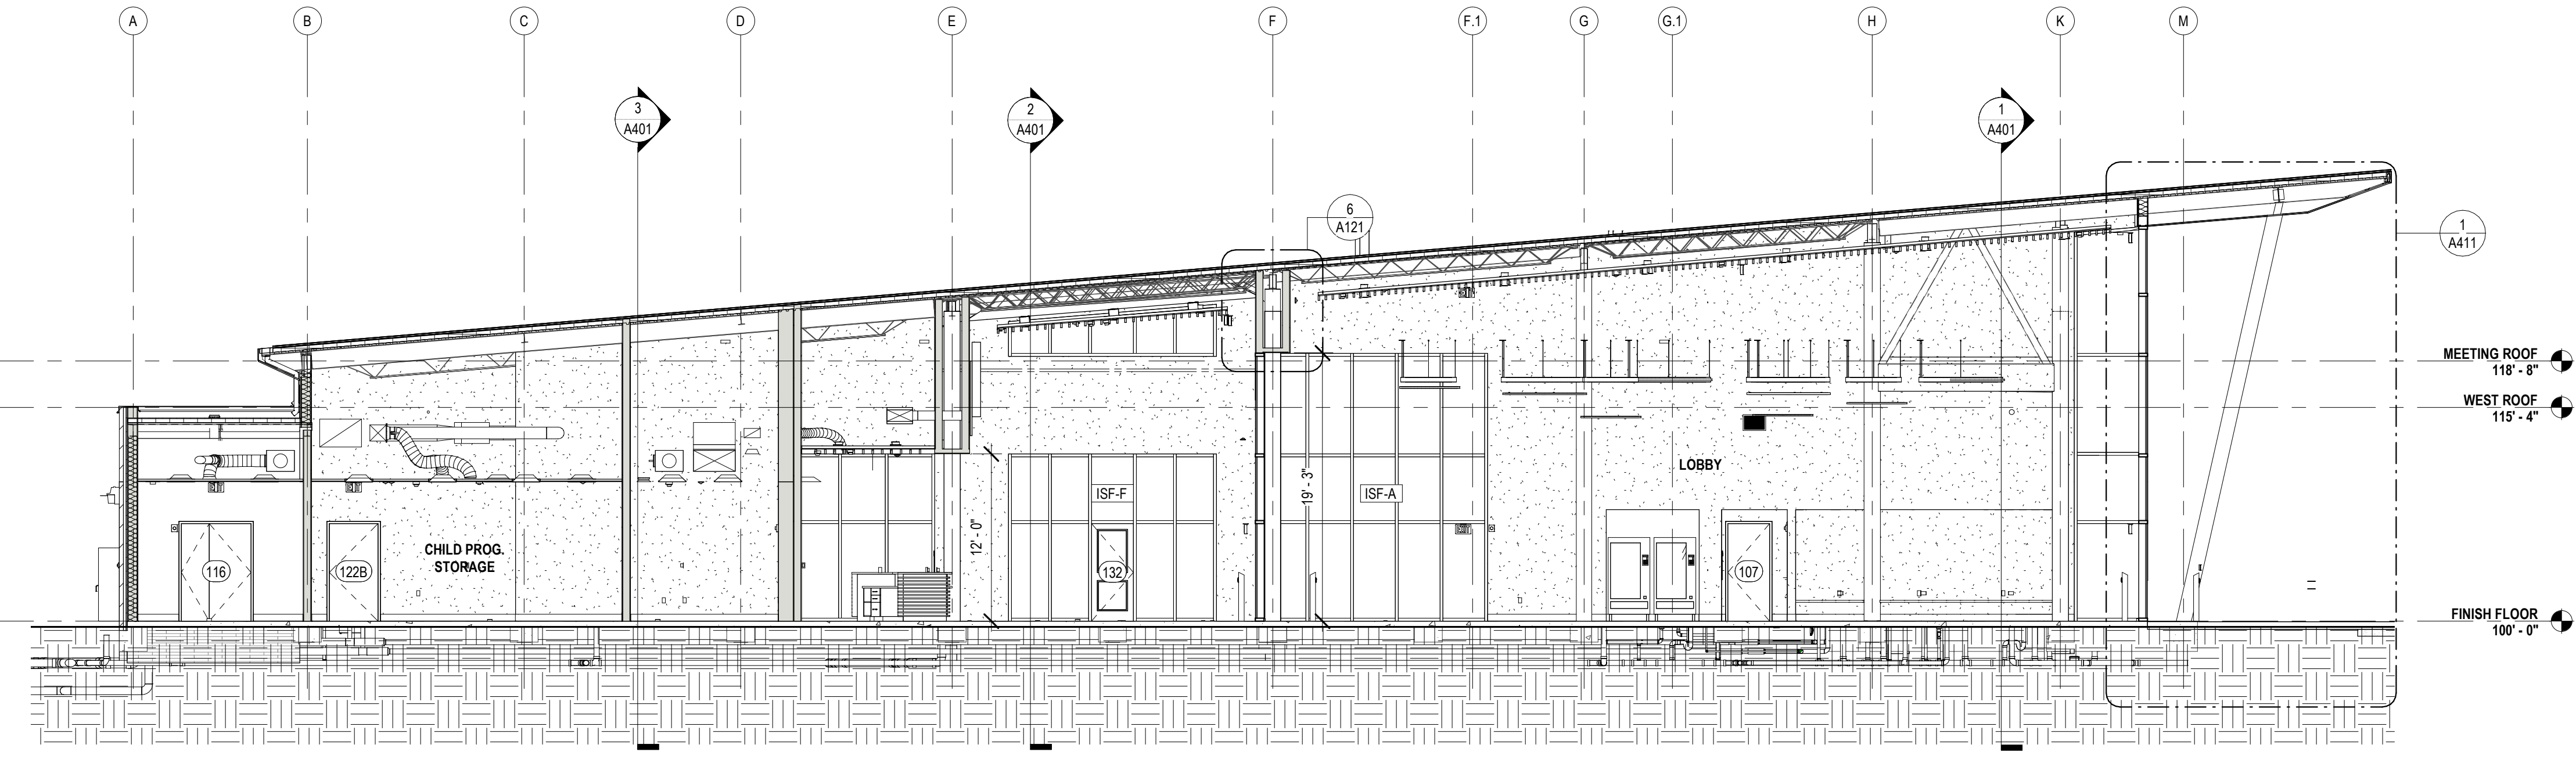 A B C D E F F.1 G G.1 H K M
3
A401
2
A401
1
A401
6
A121
1
A411
MEETING ROOF
118' - 8"
WEST ROOF
115' - 4"
LOBBY
ISF-F
ISF-A
19' - 3"
12' - 0"
CHILD PROG.
STORAGE
116
122B
132
107
FINISH FLOOR
100' - 0"